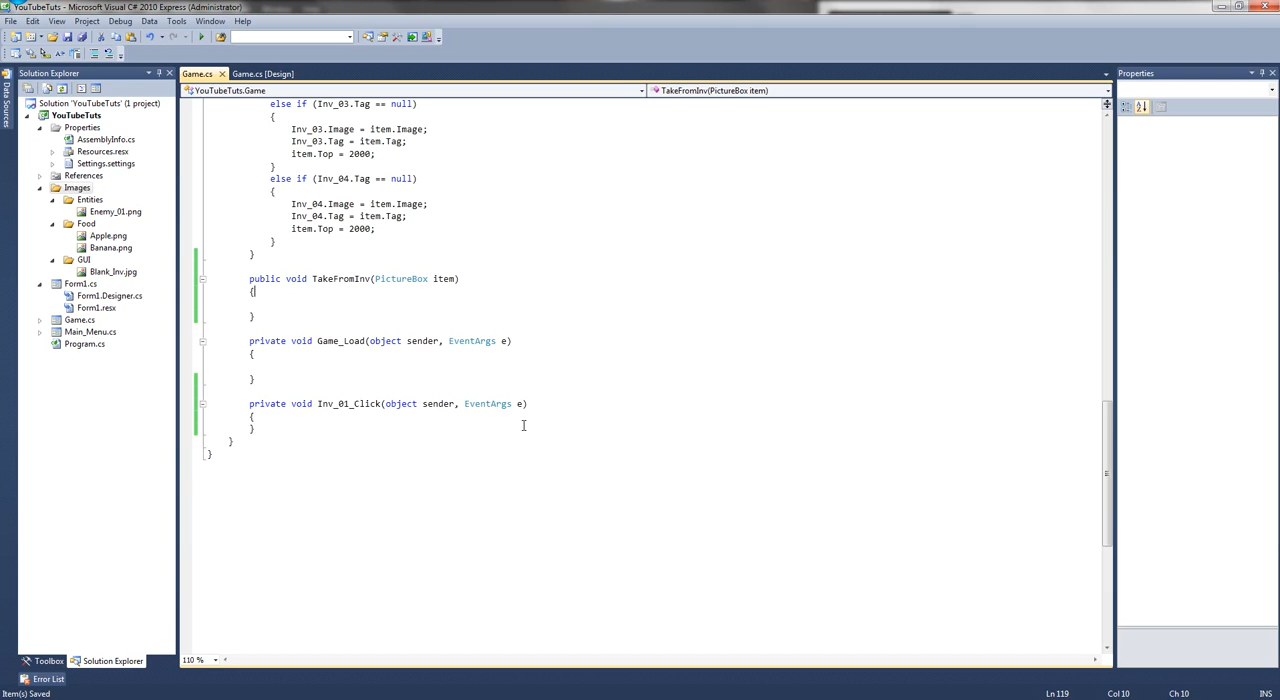 YouTubeTuts - Microsoft Visual C# 2010 Express (Administrator)
File Edit View Project Debug Data Tools Window Help
Solution Explorer
Game.cs Game.cs [Design]
Properties
YouTubeTuts.Game
TakeFromInv(PictureBox item)
Data Sources
Solution 'YouTubeTuts' (1 project)
YouTubeTuts
Properties
AssemblyInfo.cs
Resources.resx
Settings.settings
References
Images
Entities
Enemy_01.png
Food
Apple.png
Banana.png
GUI
Blank_Inv.jpg
Form1.cs
Form1.Designer.cs
Form1.resx
Game.cs
Main_Menu.cs
Program.cs
else if (Inv_03.Tag == null)
{
Inv_03.Image = item.Image;
Inv_03.Tag = item.Tag;
item.Top = 2000;
}
else if (Inv_04.Tag == null)
{
Inv_04.Image = item.Image;
Inv_04.Tag = item.Tag;
item.Top = 2000;
}
}
public void TakeFromInv(PictureBox item)
{
}
private void Game_Load(object sender, EventArgs e)
{
}
private void Inv_01_Click(object sender, EventArgs e)
{
}
}
}
110 %
Toolbox Solution Explorer
Error List
Item(s) Saved
Ln 119 Col 10 Ch 10 INS